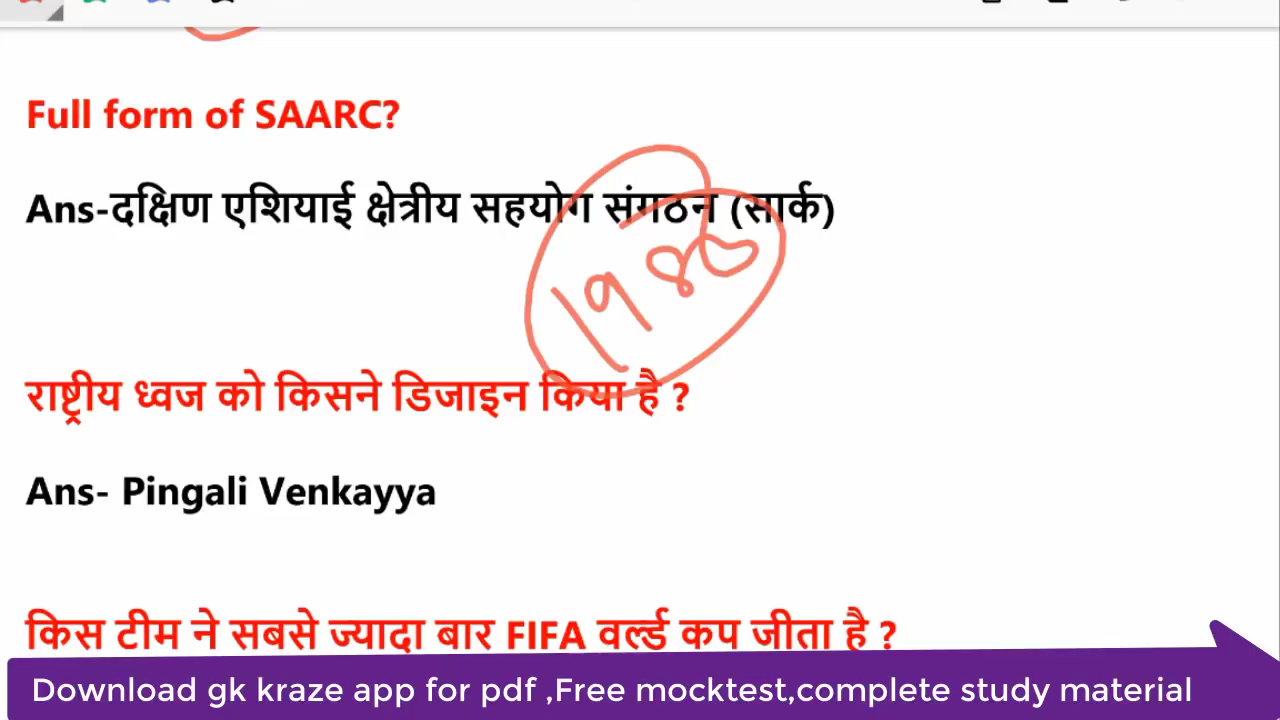 Full form of SAARC?
Ans-दक्षिण एशियाई क्षेत्रीय सहयोग संगठन (सार्क)
राष्ट्रीय ध्वज को किसने डिजाइन किया है ?
Ans- Pingali Venkayya
किस टीम ने सबसे ज्यादा बार FIFA वर्ल्ड कप जीता है ?
Download gk kraze app for pdf ,Free mocktest,complete study material